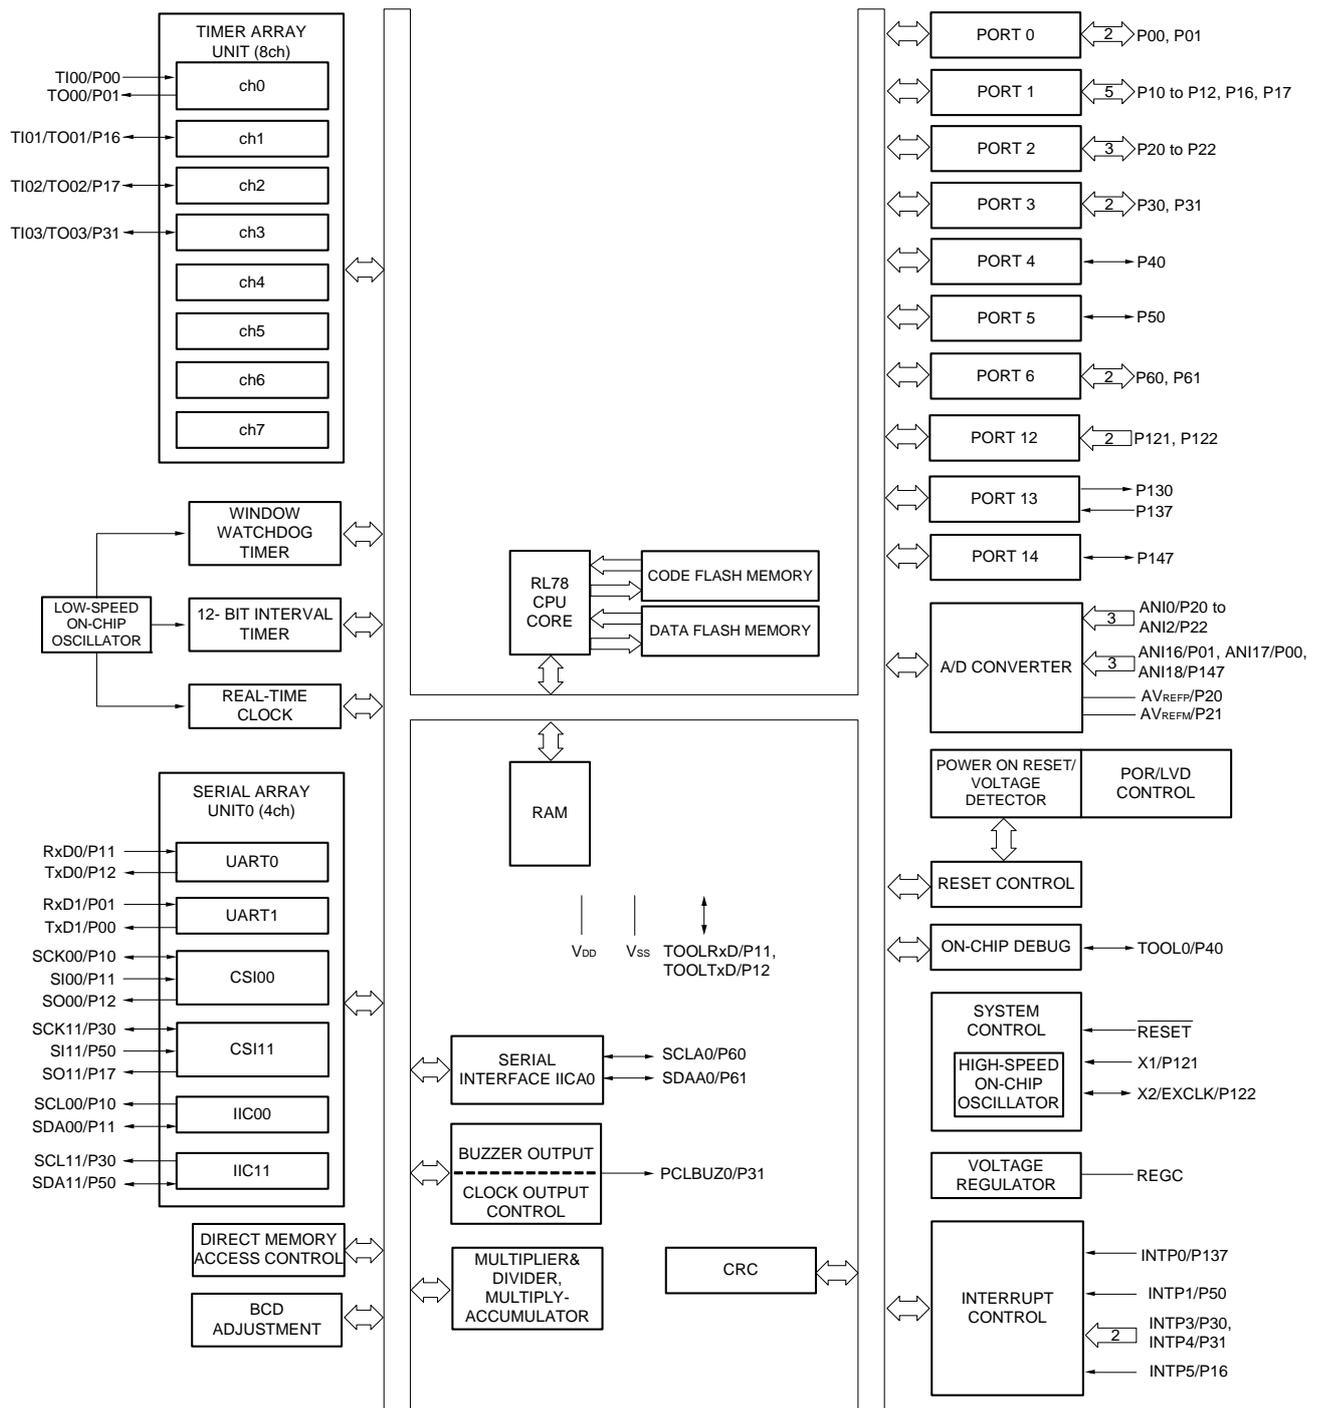 TIMER ARRAY
UNIT (8ch)
TI00/P00
TO00/P01
ch0
TI01/TO01/P16
ch1
TI02/TO02/P17
ch2
TI03/TO03/P31
ch3
ch4
ch5
ch6
ch7
WINDOW
WATCHDOG
TIMER
LOW-SPEED
ON-CHIP
OSCILLATOR
12- BIT INTERVAL
TIMER
REAL-TIME
CLOCK
SERIAL ARRAY
UNIT0 (4ch)
RxD0/P11
TxD0/P12
UART0
RxD1/P01
TxD1/P00
UART1
SCK00/P10
SI00/P11
SO00/P12
CSI00
SCK11/P30
SI11/P50
SO11/P17
CSI11
SCL00/P10
SDA00/P11
IIC00
SCL11/P30
SDA11/P50
IIC11
DIRECT MEMORY
ACCESS CONTROL
BCD
ADJUSTMENT
RL78
CPU
CORE
CODE FLASH MEMORY
DATA FLASH MEMORY
RAM
VDD
VSS
TOOLRxD/P11,
TOOLTxD/P12
SERIAL
INTERFACE IICA0
SCLA0/P60
SDAA0/P61
BUZZER OUTPUT
CLOCK OUTPUT
CONTROL
PCLBUZ0/P31
MULTIPLIER&
DIVIDER,
MULTIPLY-
ACCUMULATOR
CRC
PORT 0
2
P00, P01
PORT 1
5
P10 to P12, P16, P17
PORT 2
3
P20 to P22
PORT 3
2
P30, P31
PORT 4
P40
PORT 5
P50
PORT 6
2
P60, P61
PORT 12
2
P121, P122
PORT 13
P130
P137
PORT 14
P147
A/D CONVERTER
3
ANI0/P20 to
ANI2/P22
3
ANI16/P01, ANI17/P00,
ANI18/P147
AVREFP/P20
AVREFM/P21
POWER ON RESET/
VOLTAGE
DETECTOR
POR/LVD
CONTROL
RESET CONTROL
ON-CHIP DEBUG
TOOL0/P40
SYSTEM
CONTROL
HIGH-SPEED
ON-CHIP
OSCILLATOR
RESET
X1/P121
X2/EXCLK/P122
VOLTAGE
REGULATOR
REGC
INTERRUPT
CONTROL
INTP0/P137
INTP1/P50
2
INTP3/P30,
INTP4/P31
INTP5/P16